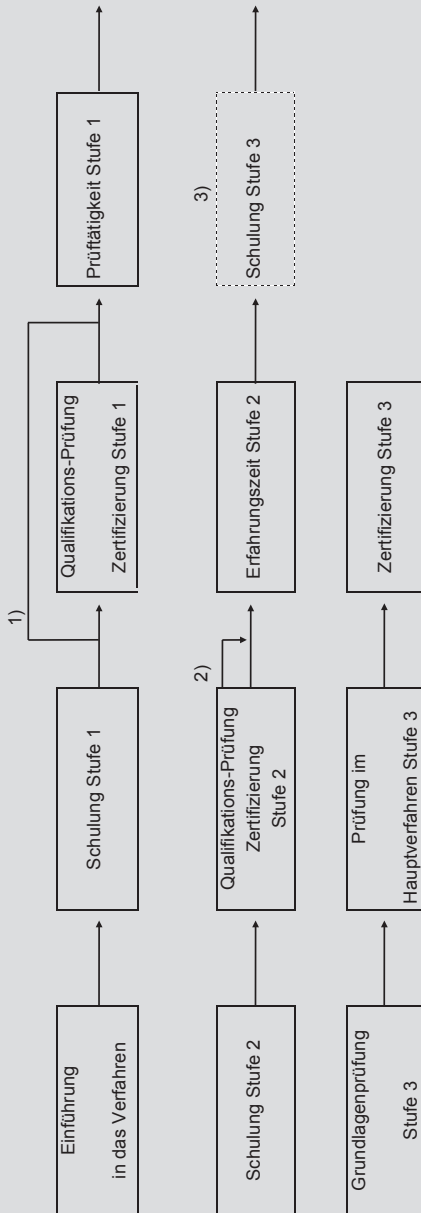 Einführung
in das Verfahren
Schulung Stufe 1
1)
Qualifikations-Prüfung
Zertifizierung Stufe 1
Prüftätigkeit Stufe 1
Schulung Stufe 2
Qualifikations-Prüfung
Zertifizierung
Stufe 2
2)
Erfahrungszeit Stufe 2
3)
Schulung Stufe 3
Grundlagenprüfung
Stufe 3
Prüfung im
Hauptverfahren Stufe 3
Zertifizierung Stufe 3